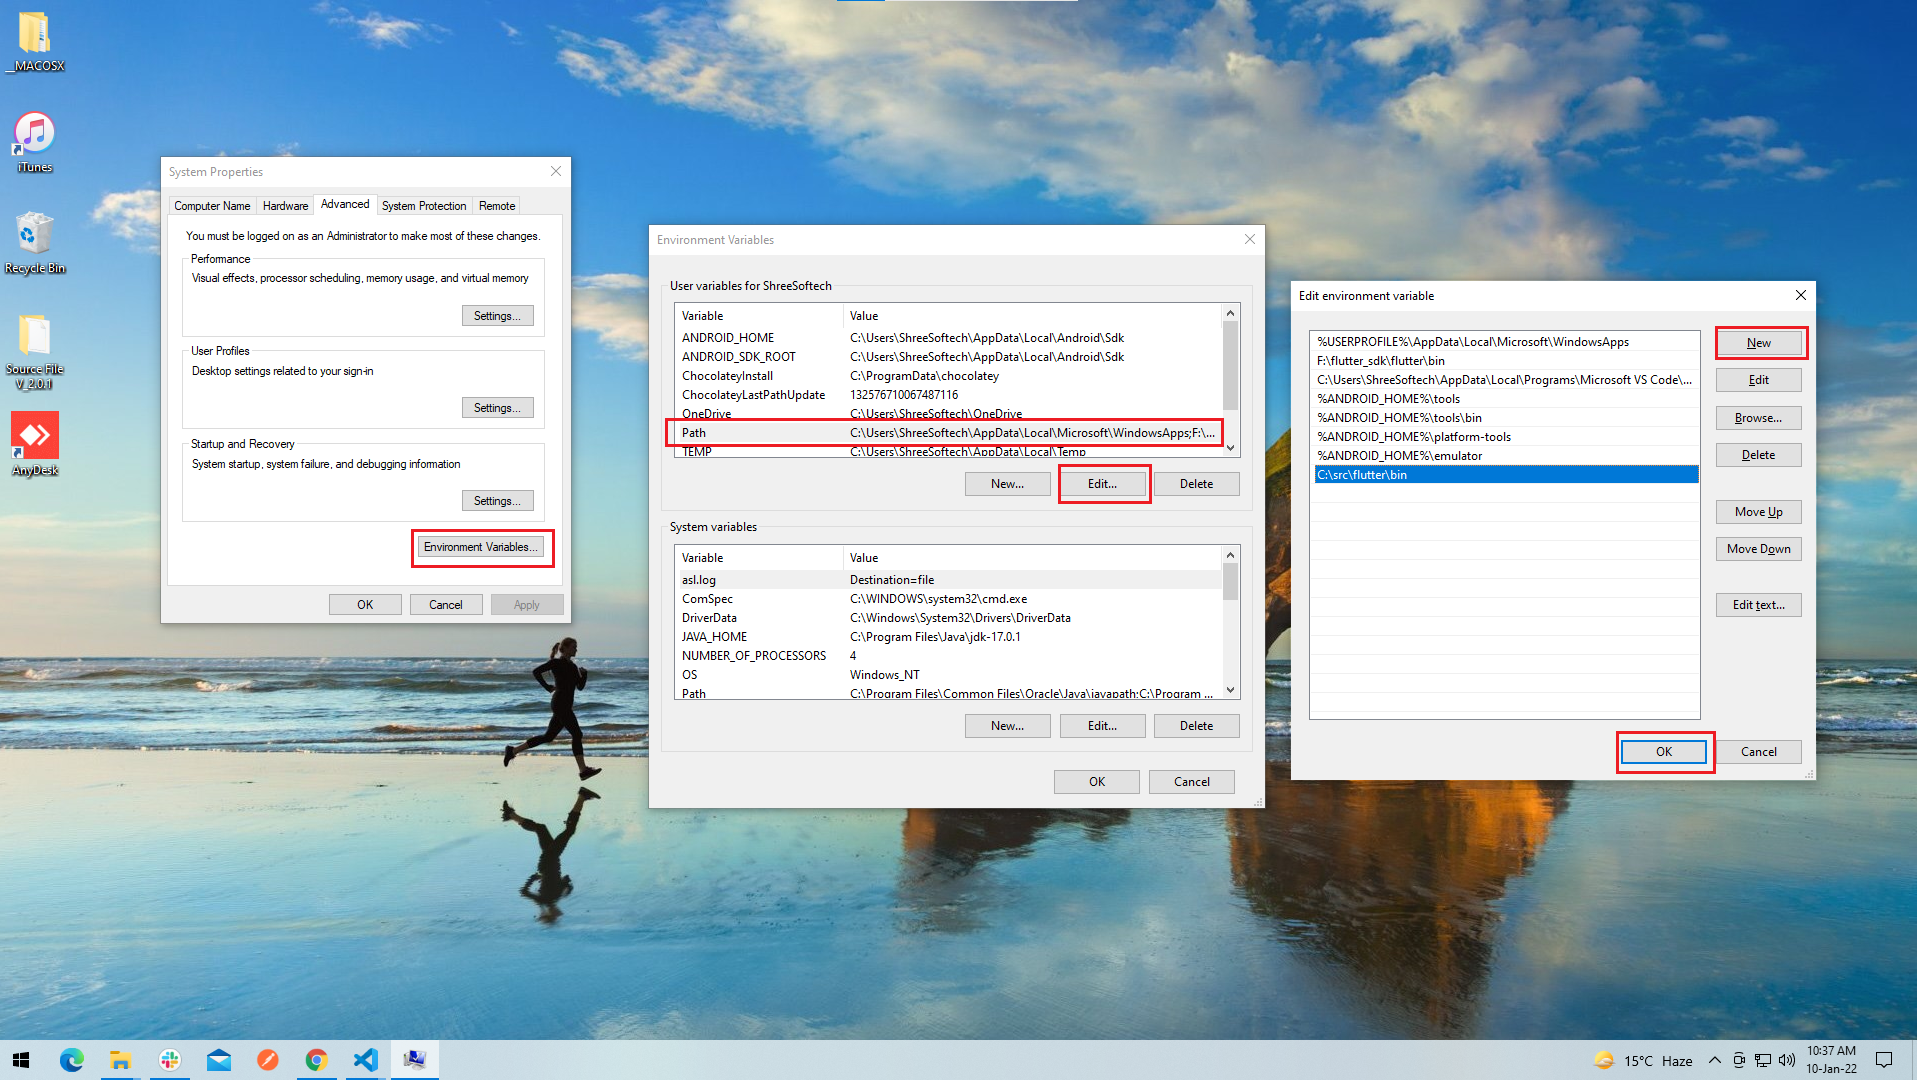 __MACOSX
iTunes
Recycle Bin
Source File
V_2.0.1
AnyDesk
System Properties
Computer Name
Hardware
Advanced
System Protection
Remote
You must be logged on as an Administrator to make most of these changes.
Performance
Visual effects, processor scheduling, memory usage, and virtual memory
Settings...
User Profiles
Desktop settings related to your sign-in
Settings...
Startup and Recovery
System startup, system failure, and debugging information
Settings...
Environment Variables...
OK
Cancel
Apply
Environment Variables
User variables for ShreeSoftech
Variable Value
ANDROID_HOME C:\Users\ShreeSoftech\AppData\Local\Android\Sdk
ANDROID_SDK_ROOT C:\Users\ShreeSoftech\AppData\Local\Android\Sdk
ChocolateyInstall C:\ProgramData\chocolatey
ChocolateyLastPathUpdate 132576710067487116
OneDrive C:\Users\ShreeSoftech\OneDrive
Path C:\Users\ShreeSoftech\AppData\Local\Microsoft\WindowsApps;F:\...
TEMP C:\Users\ShreeSoftech\AppData\Local\Temp
New... Edit... Delete
System variables
Variable Value
asl.log Destination=file
ComSpec C:\WINDOWS\system32\cmd.exe
DriverData C:\Windows\System32\Drivers\DriverData
JAVA_HOME C:\Program Files\Java\jdk-17.0.1
NUMBER_OF_PROCESSORS 4
OS Windows_NT
Path C:\Program Files\Common Files\Oracle\Java\javapath;C:\Program ...
New... Edit... Delete
OK Cancel
Edit environment variable
%USERPROFILE%\AppData\Local\Microsoft\WindowsApps
F:\flutter_sdk\flutter\bin
C:\Users\ShreeSoftech\AppData\Local\Programs\Microsoft VS Code\...
%ANDROID_HOME%\tools
%ANDROID_HOME%\tools\bin
%ANDROID_HOME%\platform-tools
%ANDROID_HOME%\emulator
C:\src\flutter\bin
New
Edit
Browse...
Delete
Move Up
Move Down
Edit text...
OK
Cancel
15°C Haze
10:37 AM
10-Jan-22